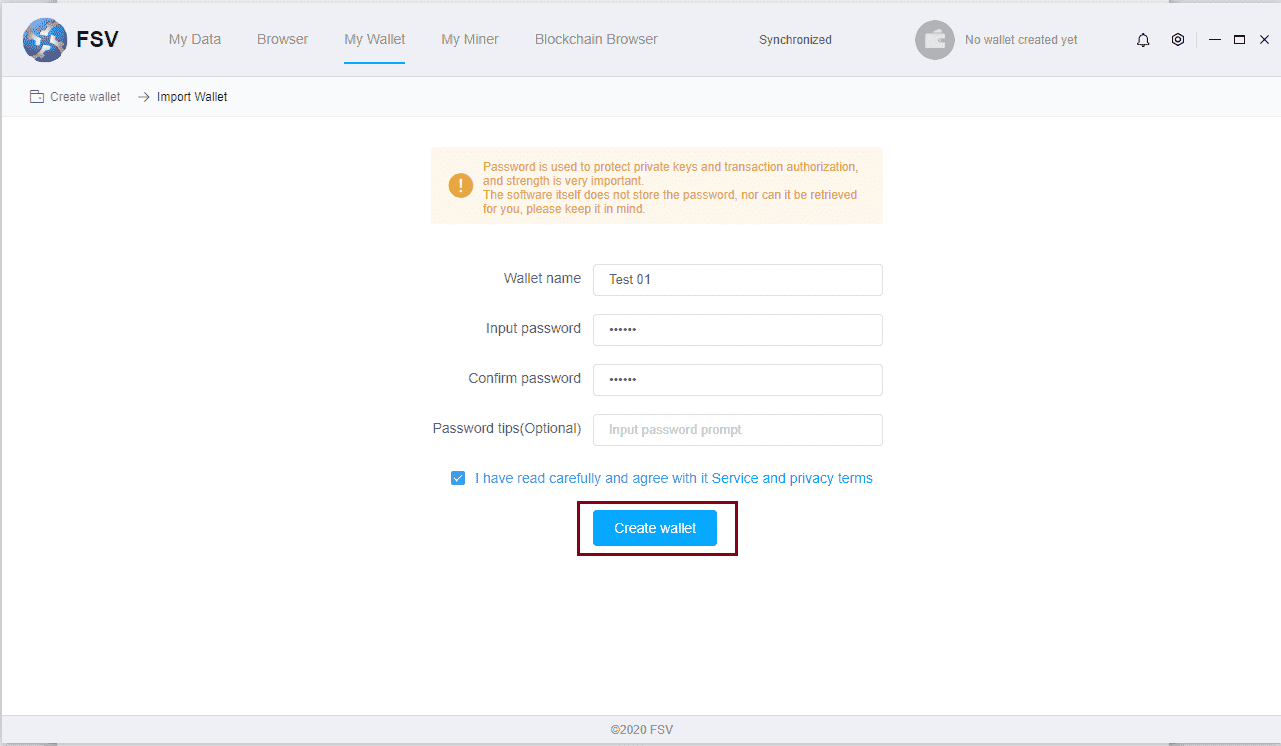 FSV
My Data
Browser
My Wallet
My Miner
Blockchain Browser
Synchronized
No wallet created yet
Create wallet
Import Wallet
Password is used to protect private keys and transaction authorization,
and strength is very important.
The software itself does not store the password, nor can it be retrieved
for you, please keep it in mind.
Wallet name
Test 01
Input password
••••••
Confirm password
••••••
Password tips(Optional)
Input password prompt
I have read carefully and agree with it Service and privacy terms
Create wallet
©2020 FSV